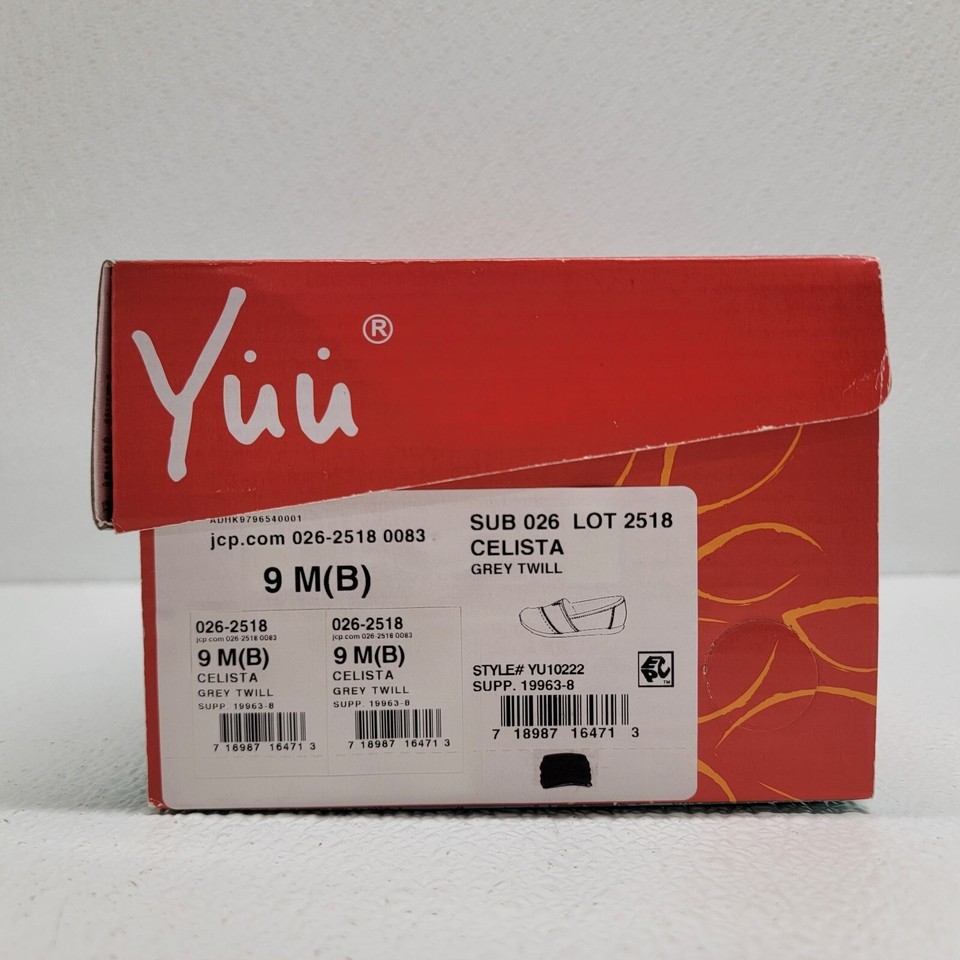 Yüü ®
ADHK9796540001
jcp.com 026-2518 0083
9 M(B)
SUB 026 LOT 2518
CELISTA
GREY TWILL
026-2518
jcp.com 026-2518 0083
9 M(B)
CELISTA
GREY TWILL
SUPP. 19963-8
7 18987 16471 3
026-2518
jcp.com 026-2518 0083
9 M(B)
CELISTA
GREY TWILL
SUPP. 19963-8
7 18987 16471 3
STYLE# YU10222
SUPP. 19963-8
EPC™
7 18987 16471 3